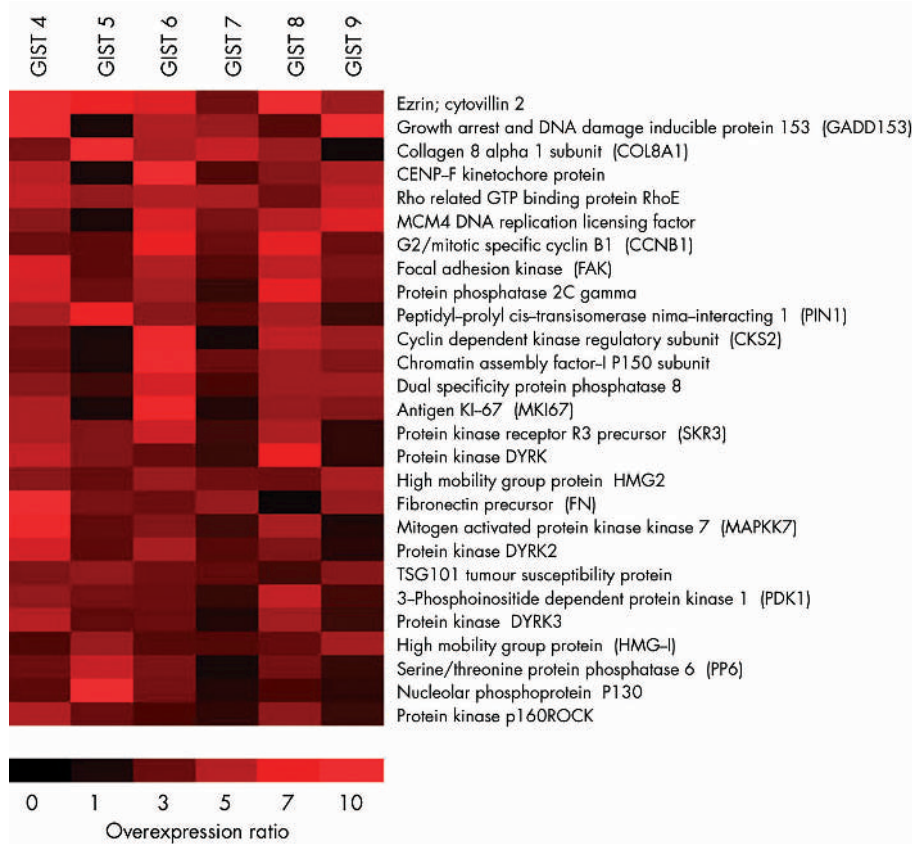 GIST 4
GIST 5
GIST 6
GIST 7
GIST 8
GIST 9
Ezrin; cytovillin 2
Growth arrest and DNA damage inducible protein 153 (GADD153)
Collagen 8 alpha 1 subunit (COL8A1)
CENP–F kinetochore protein
Rho related GTP binding protein RhoE
MCM4 DNA replication licensing factor
G2/mitotic specific cyclin B1 (CCNB1)
Focal adhesion kinase (FAK)
Protein phosphatase 2C gamma
Peptidyl–prolyl cis–transisomerase nima–interacting 1 (PIN1)
Cyclin dependent kinase regulatory subunit (CKS2)
Chromatin assembly factor–I P150 subunit
Dual specificity protein phosphatase 8
Antigen KI–67 (MKI67)
Protein kinase receptor R3 precursor (SKR3)
Protein kinase DYRK
High mobility group protein HMG2
Fibronectin precursor (FN)
Mitogen activated protein kinase kinase 7 (MAPKK7)
Protein kinase DYRK2
TSG101 tumour susceptibility protein
3–Phosphoinositide dependent protein kinase 1 (PDK1)
Protein kinase DYRK3
High mobility group protein (HMG–I)
Serine/threonine protein phosphatase 6 (PP6)
Nucleolar phosphoprotein P130
Protein kinase p160ROCK
0 1 3 5 7 10
Overexpression ratio